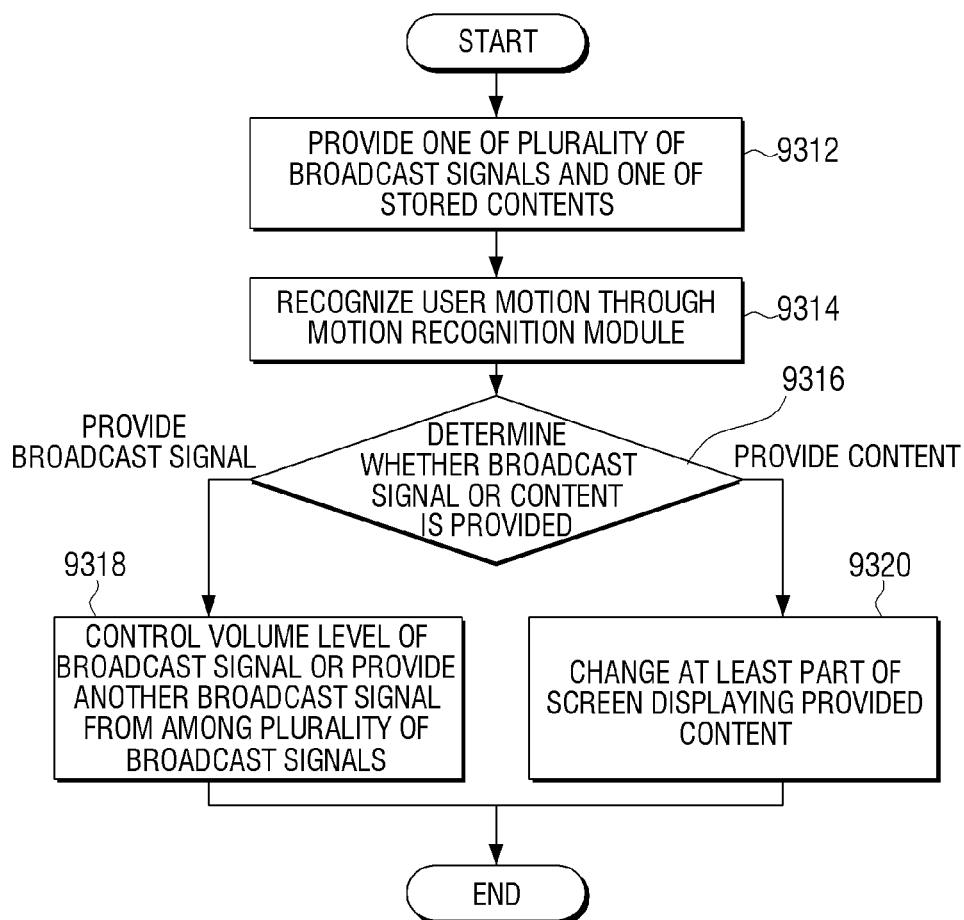 START
PROVIDE ONE OF PLURALITY OF
BROADCAST SIGNALS AND ONE OF
STORED CONTENTS
9312
RECOGNIZE USER MOTION THROUGH
MOTION RECOGNITION MODULE
9314
9316
PROVIDE
BROADCAST SIGNAL
DETERMINE
WHETHER BROADCAST
SIGNAL OR CONTENT
IS PROVIDED
PROVIDE CONTENT
9318
CONTROL VOLUME LEVEL OF
BROADCAST SIGNAL OR PROVIDE
ANOTHER BROADCAST SIGNAL
FROM AMONG PLURALITY OF
BROADCAST SIGNALS
9320
CHANGE AT LEAST PART OF
SCREEN DISPLAYING PROVIDED
CONTENT
END